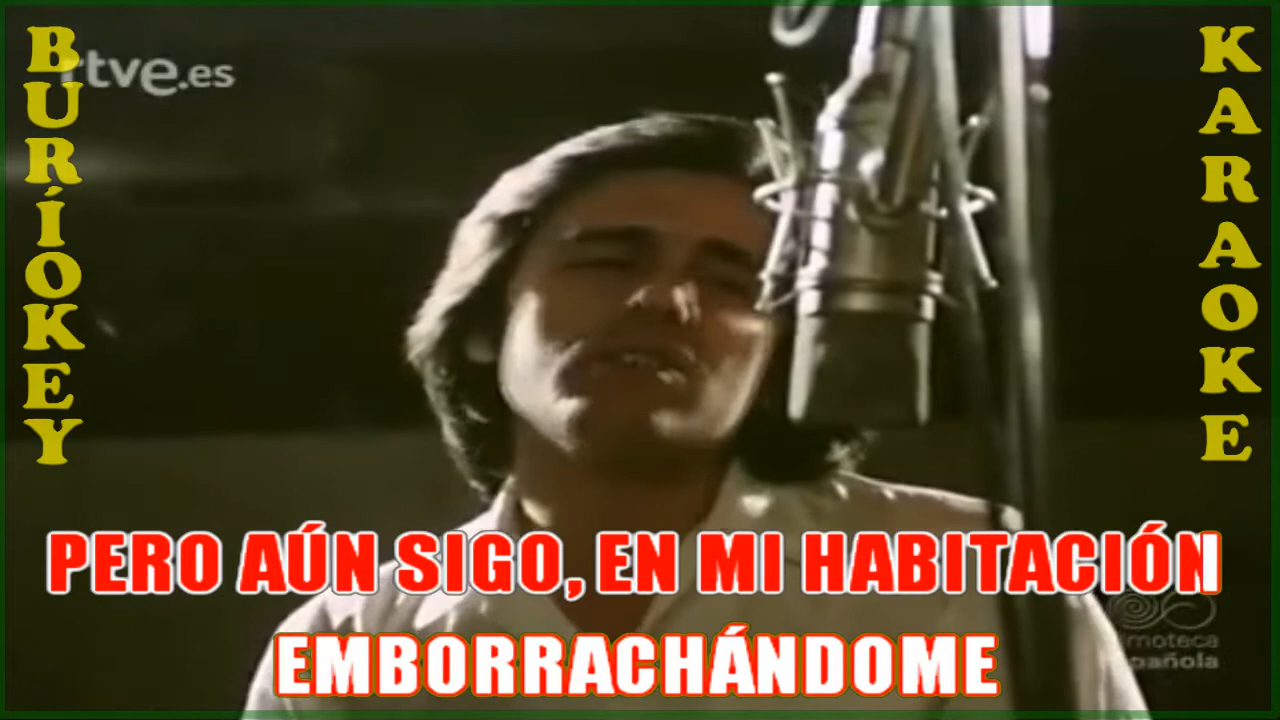 BURÍOKEY
rtve.es
KARAOKE
PERO AÚN SIGO, EN MI HABITACIÓN
EMBORRACHÁNDOME